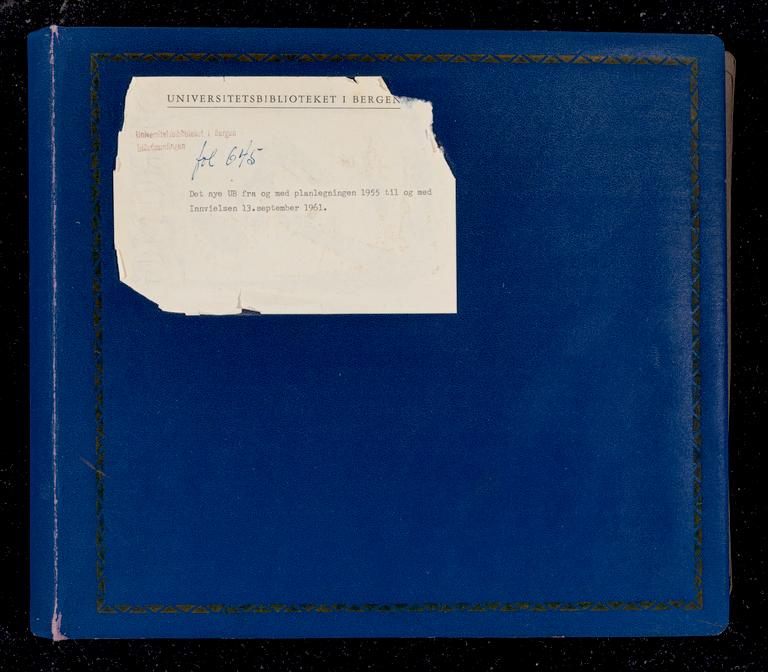 UNIVERSITETSBIBLIOTEKET I BERGEN
Universitetsbiblioteket i Bergen
Billedsamlingen
fol 645
Det nye UB fra og med planlegningen 1955 til og med
Innvielsen 13.september 1961.